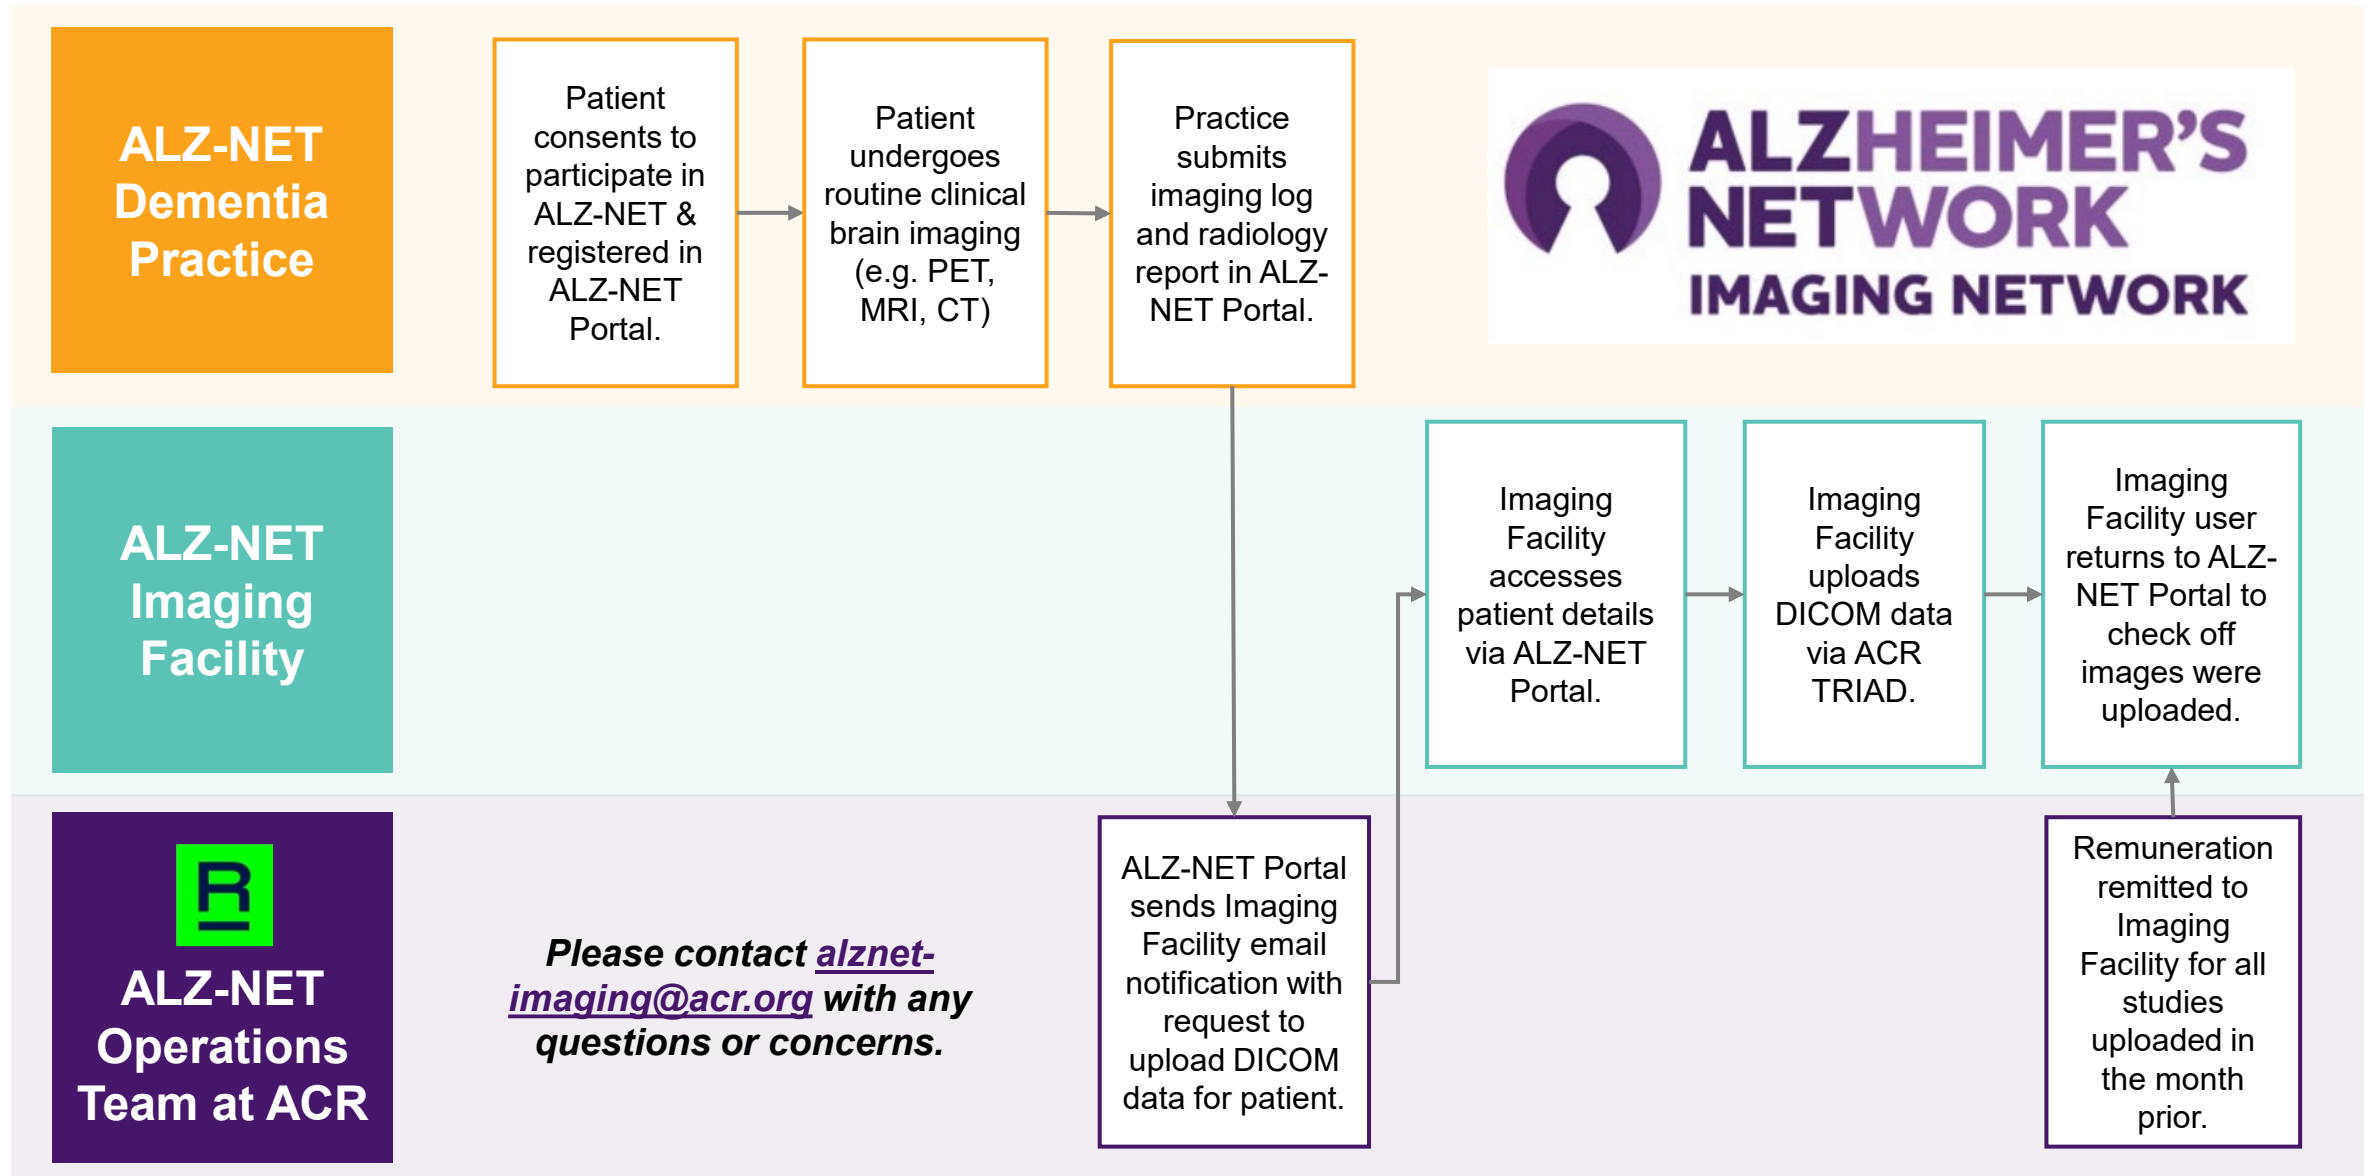 ALZ-NET
Dementia
Practice
Patient
consents to
participate in
ALZ-NET &
registered in
ALZ-NET
Portal.
Patient
undergoes
routine clinical
brain imaging
(e.g. PET,
MRI, CT)
Practice
submits
imaging log
and radiology
report in ALZ-
NET Portal.
ALZHEIMER'S
NETWORK
IMAGING NETWORK
ALZ-NET
Imaging
Facility
Imaging
Facility
accesses
patient details
via ALZ-NET
Portal.
Imaging
Facility
uploads
DICOM data
via ACR
TRIAD.
Imaging
Facility user
returns to ALZ-
NET Portal to
check off
images were
uploaded.
R
ALZ-NET
Operations
Team at ACR
Please contact alznet-
imaging@acr.org with any
questions or concerns.
ALZ-NET Portal
sends Imaging
Facility email
notification with
request to
upload DICOM
data for patient.
Remuneration
remitted to
Imaging
Facility for all
studies
uploaded in
the month
prior.